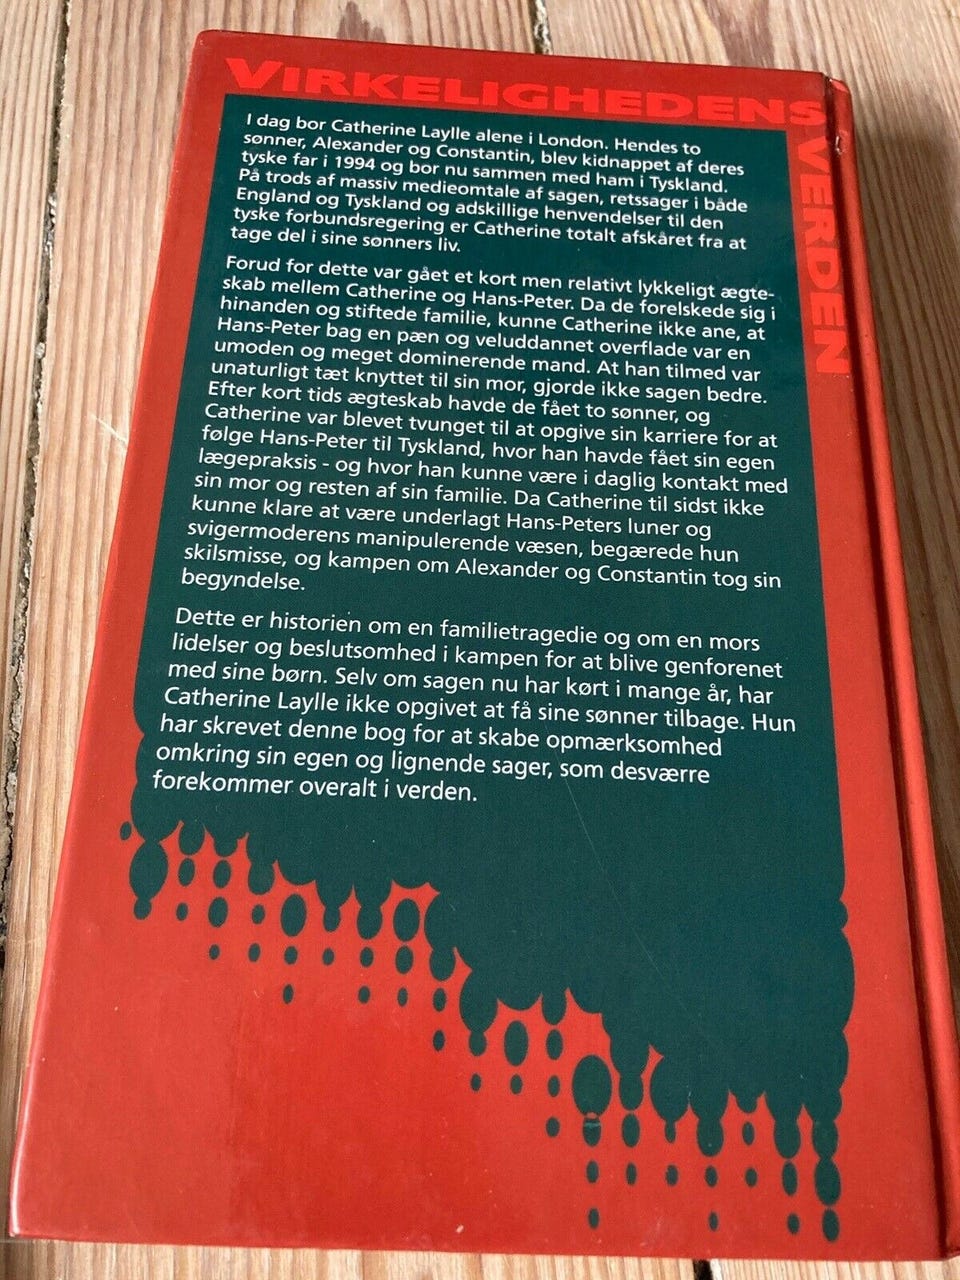 VIRKELIGHEDENS
VERDEN
I dag bor Catherine Laylle alene i London. Hendes to
sønner, Alexander og Constantin, blev kidnappet af deres
tyske far i 1994 og bor nu sammen med ham i Tyskland.
På trods af massiv medieomtale af sagen, retssager i både
England og Tyskland og adskillige henvendelser til den
tyske forbundsregering er Catherine totalt afskåret fra at
tage del i sine sønners liv.
Forud for dette var gået et kort men relativt lykkeligt ægte-
skab mellem Catherine og Hans-Peter. Da de forelskede sig i
hinanden og stiftede familie, kunne Catherine ikke ane, at
Hans-Peter bag en pæn og veluddannet overflade var en
umoden og meget dominerende mand. At han tilmed var
unaturligt tæt knyttet til sin mor, gjorde ikke sagen bedre.
Efter kort tids ægteskab havde de fået to sønner, og
Catherine var blevet tvunget til at opgive sin karriere for at
følge Hans-Peter til Tyskland, hvor han havde fået sin egen
lægepraksis - og hvor han kunne være i daglig kontakt med
sin mor og resten af sin familie. Da Catherine til sidst ikke
kunne klare at være underlagt Hans-Peters luner og
svigermoderens manipulerende væsen, begærede hun
skilsmisse, og kampen om Alexander og Constantin tog sin
begyndelse.
Dette er historien om en familietragedie og om en mors
lidelser og beslutsomhed i kampen for at blive genforenet
med sine børn. Selv om sagen nu har kørt i mange år, har
Catherine Laylle ikke opgivet at få sine sønner tilbage. Hun
har skrevet denne bog for at skabe opmærksomhed
omkring sin egen og lignende sager, som desværre
forekommer overalt i verden.